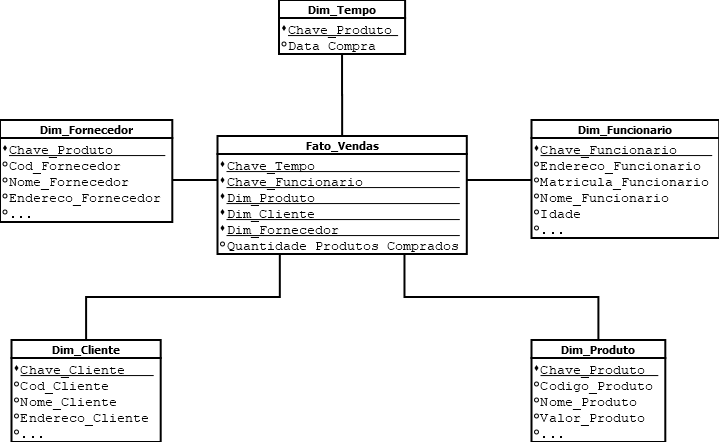 Dim_Tempo
Chave_Produto
Data Compra
Dim_Fornecedor
Chave_Produto
Cod_Fornecedor
Nome_Fornecedor
Endereco_Fornecedor
...
Fato_Vendas
Chave_Tempo
Chave_Funcionario
Dim_Produto
Dim_Cliente
Dim_Fornecedor
Quantidade Produtos Comprados
Dim_Funcionario
Chave_Funcionario
Endereco_Funcionario
Matricula_Funcionario
Nome_Funcionario
Idade
...
Dim_Cliente
Chave_Cliente
Cod_Cliente
Nome_Cliente
Endereco_Cliente
...
Dim_Produto
Chave_Produto
Codigo_Produto
Nome_Produto
Valor_Produto
...